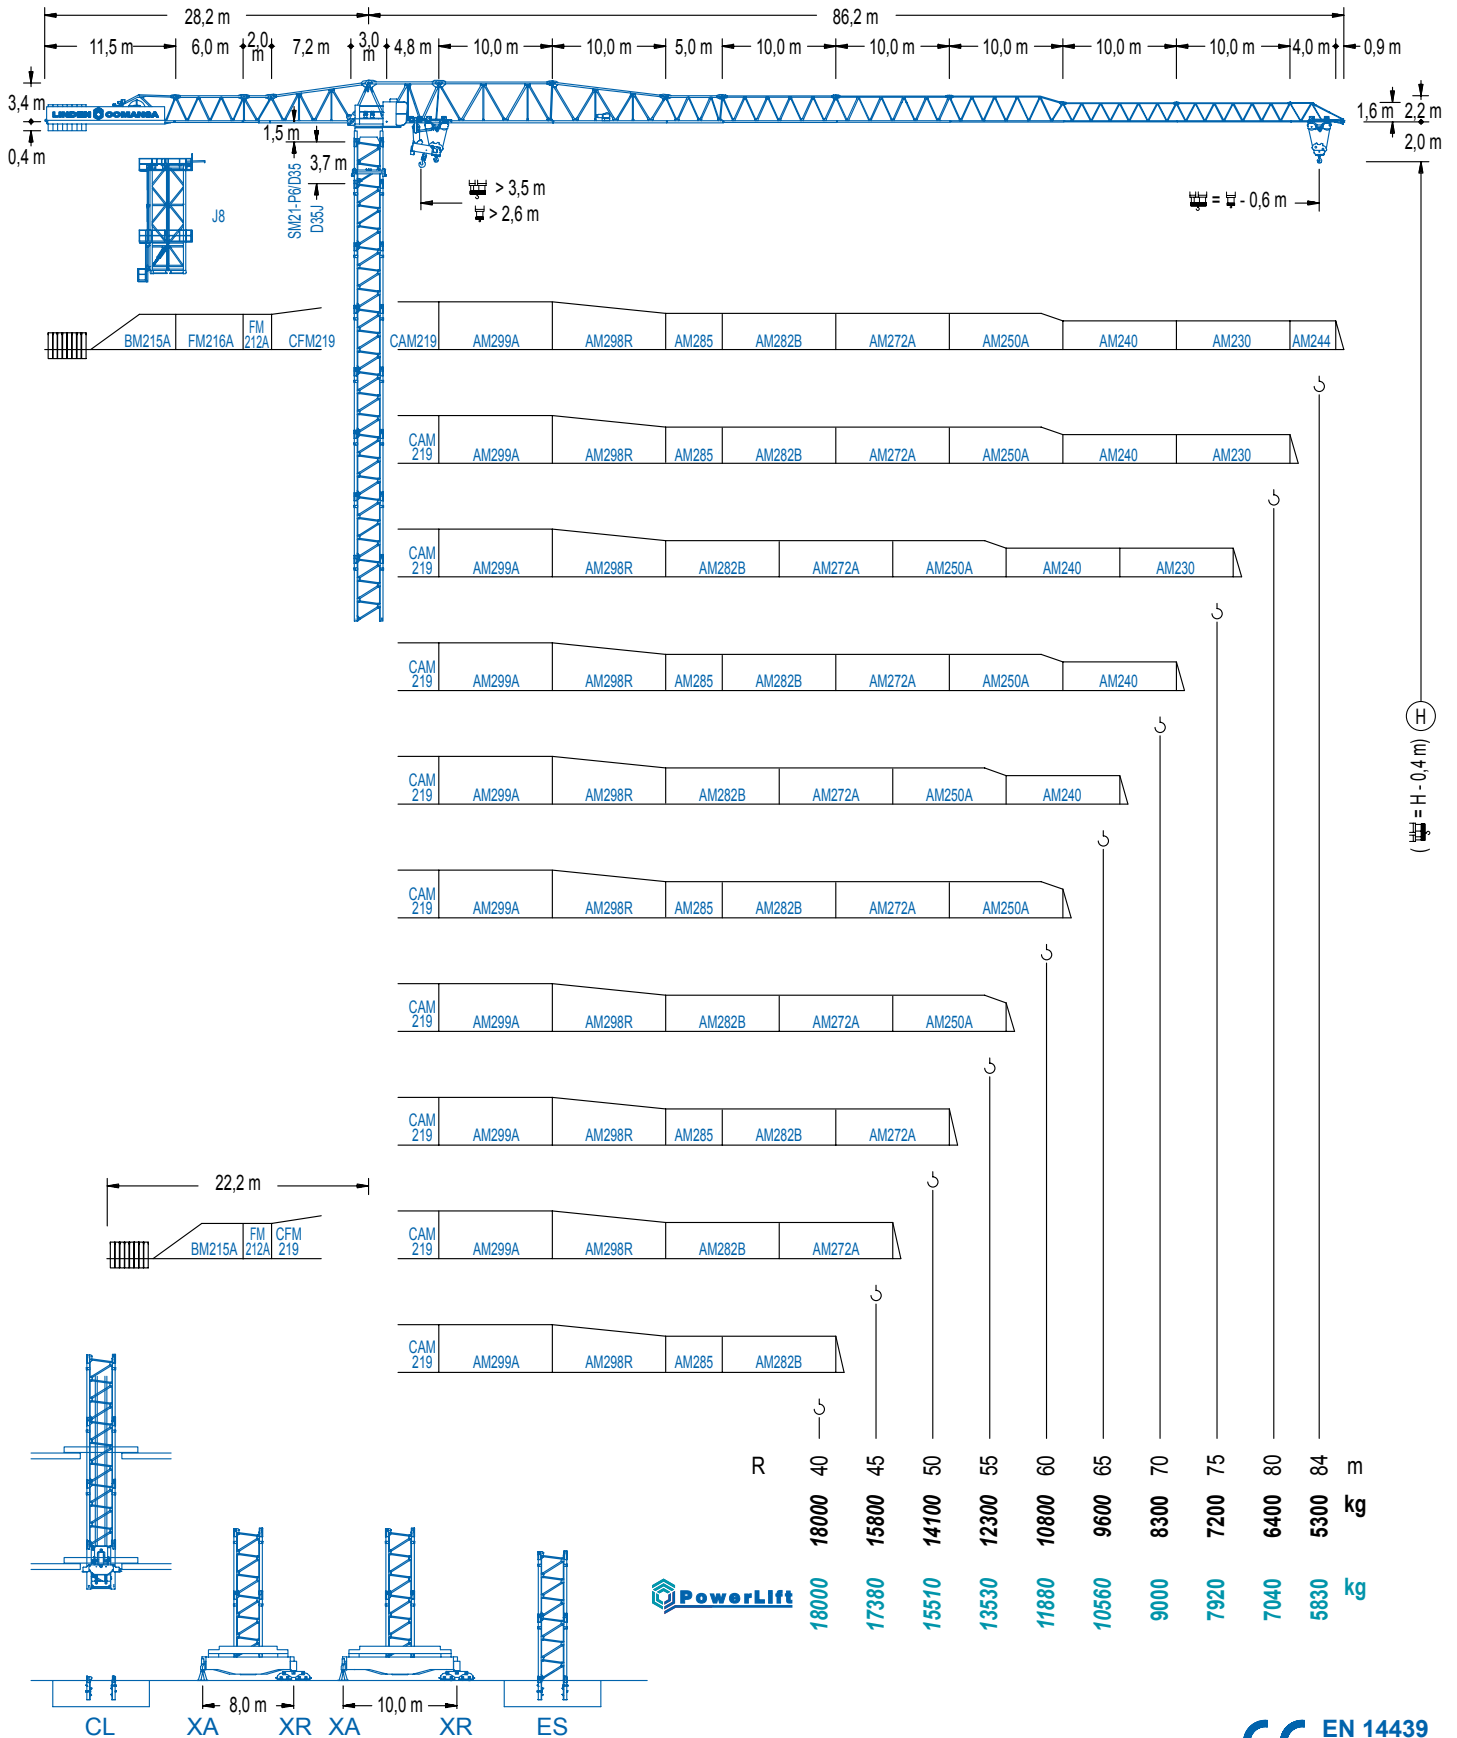 28,2 m 86,2 m
11,5 m 6,0 m 2,0 m 7,2 m 3,0 m 4,8 m 10,0 m 10,0 m 5,0 m 10,0 m 10,0 m 10,0 m 10,0 m 10,0 m 4,0 m 0,9 m
3,4 m
LINDEN COMANSA
1,6 m 2,2 m
0,4 m
1,5 m
2,0 m
3,7 m
SM21-P6/D35
D35J
J8
> 3,5 m
> 2,6 m
= - 0,6 m
BM215A FM216A FM 212A CFM219 CAM219 AM299A AM298R AM285 AM282B AM272A AM250A AM240 AM230 AM244
CAM 219 AM299A AM298R AM285 AM282B AM272A AM250A AM240 AM230
CAM 219 AM299A AM298R AM282B AM272A AM250A AM240 AM230
CAM 219 AM299A AM298R AM285 AM282B AM272A AM250A AM240
H
( = H - 0,4 m)
CAM 219 AM299A AM298R AM282B AM272A AM250A AM240
CAM 219 AM299A AM298R AM285 AM282B AM272A AM250A
CAM 219 AM299A AM298R AM282B AM272A AM250A
CAM 219 AM299A AM298R AM285 AM282B AM272A
22,2 m
BM215A FM 212A CFM 219 CAM 219 AM299A AM298R AM282B AM272A
CAM 219 AM299A AM298R AM285 AM282B
R 40 45 50 55 60 65 70 75 80 84 m
18000 15800 14100 12300 10800 9600 8300 7200 6400 5300 kg
PowerLift 18000 17380 15510 13530 11880 10560 9000 7920 7040 5830 kg
8,0 m 10,0 m
CL XA XR XA XR ES
CE EN 14439